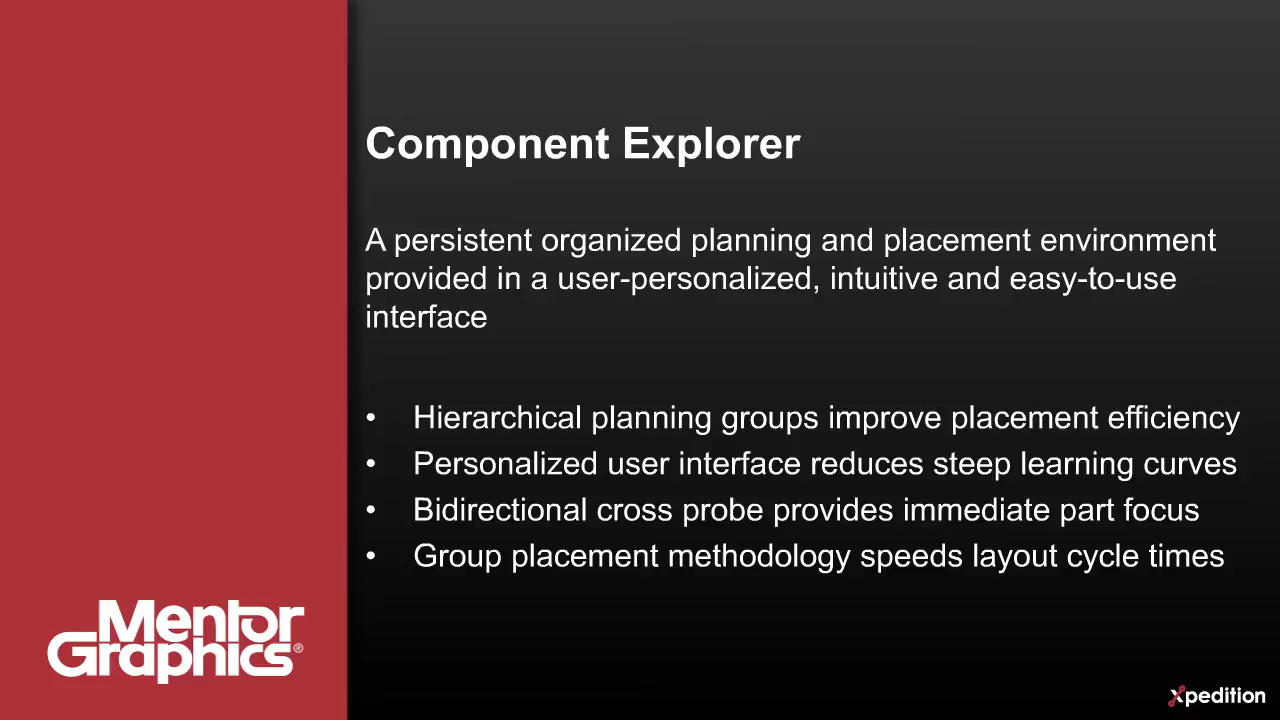 Component Explorer
A persistent organized planning and placement environment
provided in a user-personalized, intuitive and easy-to-use
interface
• Hierarchical planning groups improve placement efficiency
• Personalized user interface reduces steep learning curves
• Bidirectional cross probe provides immediate part focus
• Group placement methodology speeds layout cycle times
Mentor
Graphics®
xpedition